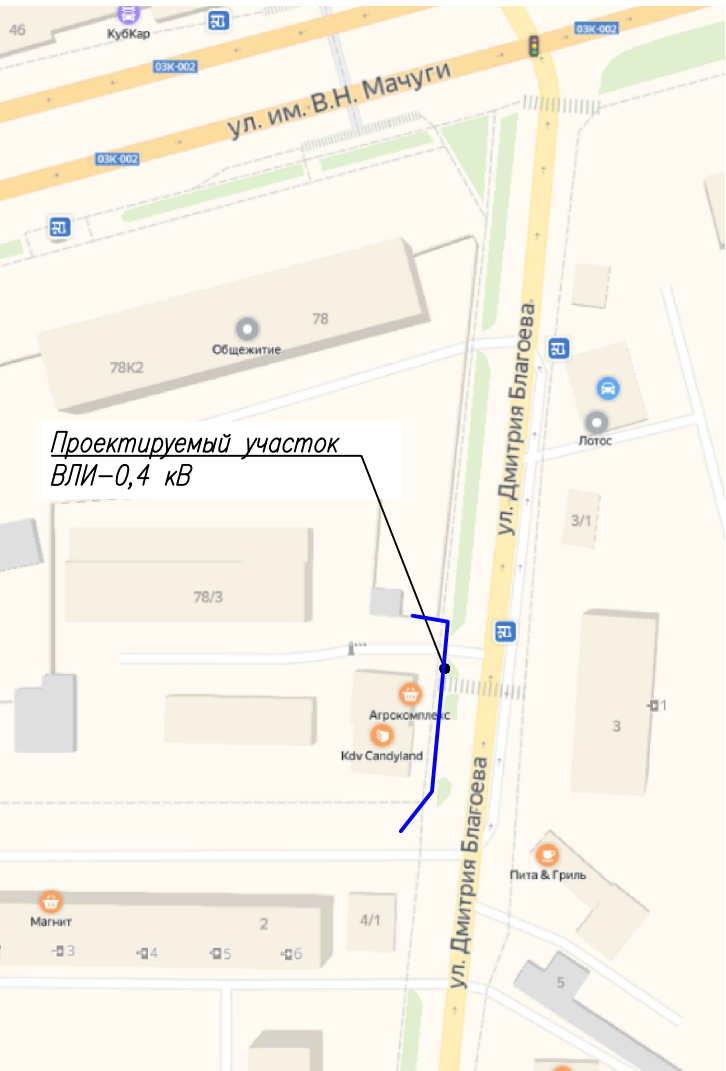 46
КубКар
03К-002
03К-002
ул. им. В.Н. Мачуги
03К-002
78
Общежитие
78К2
ул. Дмитрия Благоева
Лотос
Проектируемый участок
ВЛИ-0,4 кВ
3/1
78/3
Агрокомплекс
1
3
Kdv Candyland
ул. Дмитрия Благоева
Пита & Гриль
Магнит
2
4/1
3
4
5
6
5